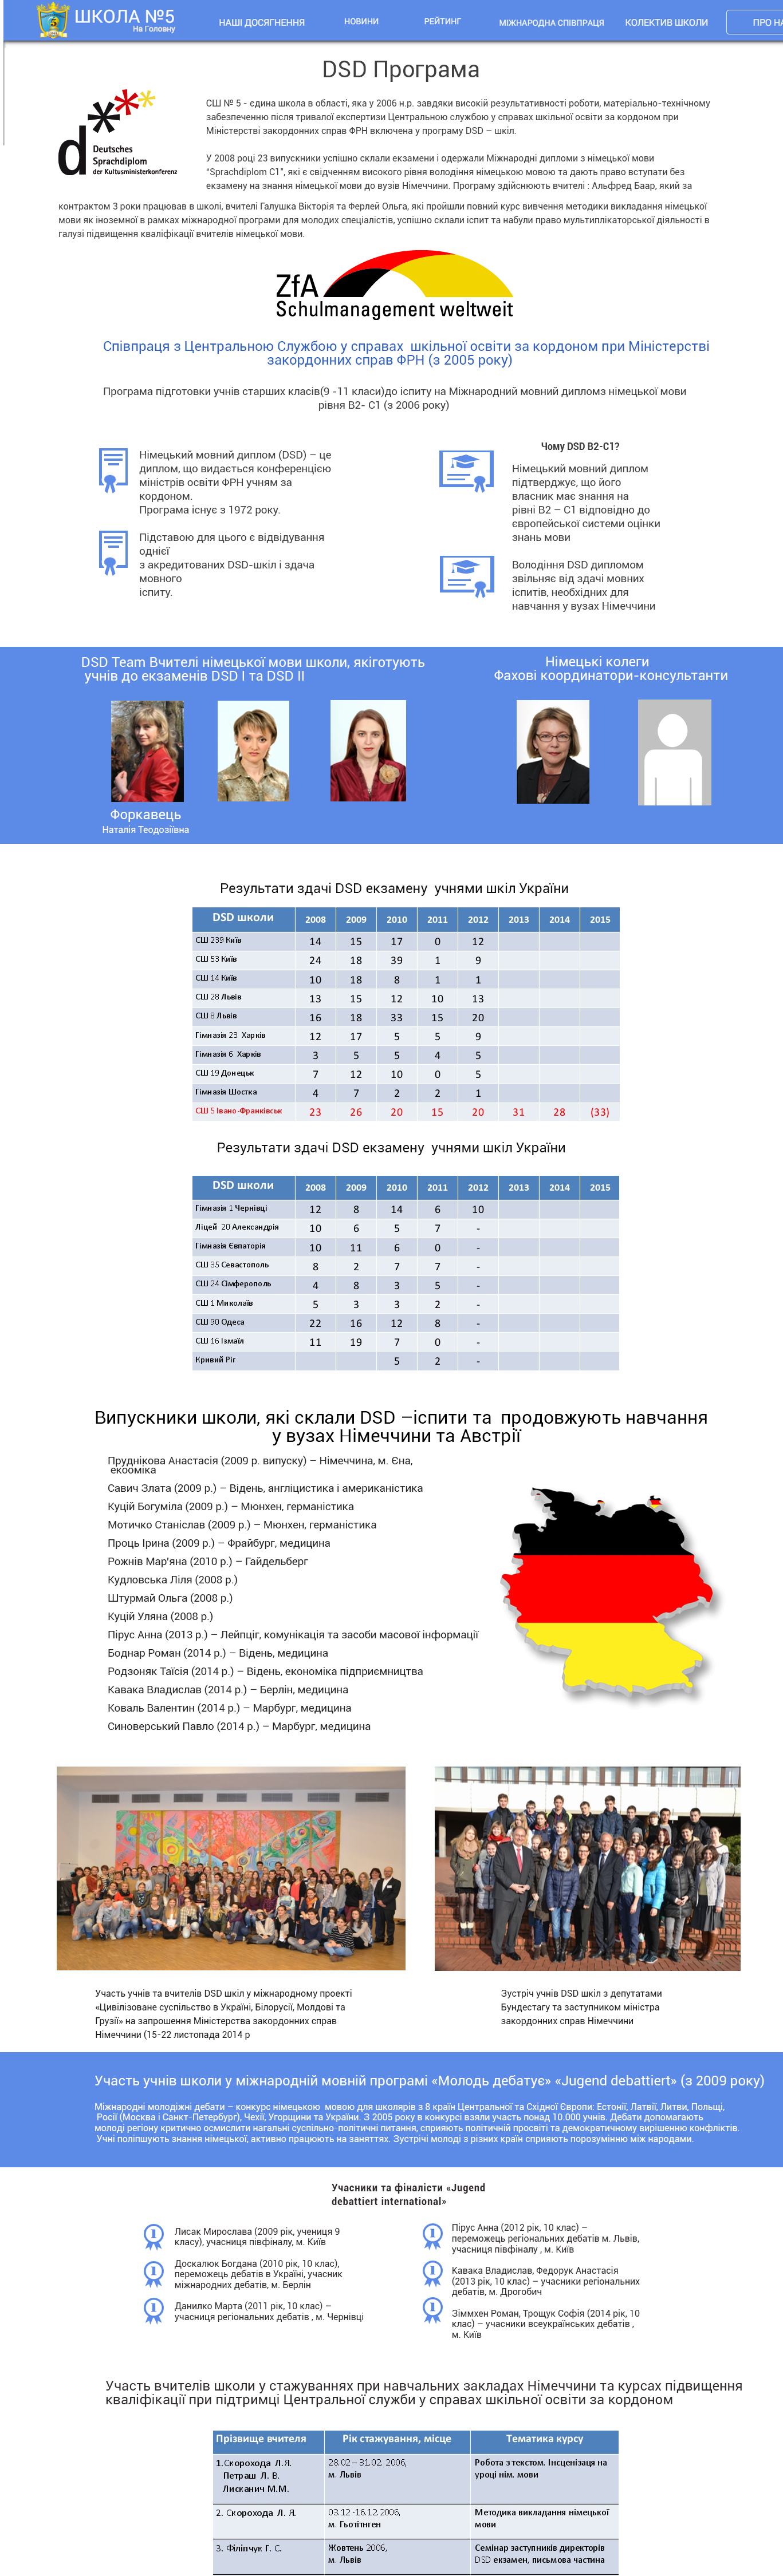 ШКОЛА №5
На Головну
НАШІ ДОСЯГНЕННЯ
НОВИНИ
РЕЙТИНГ
МІЖНАРОДНА СПІВПРАЦЯ
КОЛЕКТИВ ШКОЛИ
ПРО НА
DSD Програма
d Deutsches
Sprachdiplom
der Kultusministerkonferenz
СШ № 5 - єдина школа в області, яка у 2006 н.р. завдяки високій результативності роботи, матеріально-технічному
забезпеченню після тривалої експертизи Центральною службою у справах шкільної освіти за кордоном при
Міністерстві закордонних справ ФРН включена у програму DSD – шкіл.
У 2008 році 23 випускники успішно склали екзамени і одержали Міжнародні дипломи з німецької мови
"Sprachdiplom C1", які є свідченням високого рівня володіння німецькою мовою та дають право вступати без
екзамену на знання німецької мови до вузів Німеччини. Програму здійснюють вчителі : Альфред Баар, який за
контрактом 3 роки працював в школі, вчителі Галушка Вікторія та Ферлей Ольга, які пройшли повний курс вивчення методики викладання німецької
мови як іноземної в рамках міжнародної програми для молодих спеціалістів, успішно склали іспит та набули право мультиплікаторської діяльності в
галузі підвищення кваліфікації вчителів німецької мови.
ZfA
Schulmanagement weltweit
Співпраця з Центральною Службою у справах шкільної освіти за кордоном при Міністерстві
закордонних справ ФРН (з 2005 року)
Програма підготовки учнів старших класів(9 -11 класи)до іспиту на Міжнародний мовний дипломз німецької мови
рівня B2- C1 (з 2006 року)
Німецький мовний диплом (DSD) – це
диплом, що видається конференцією
міністрів освіти ФРН учням за
кордоном.
Програма існує з 1972 року.
Підставою для цього є відвідування
однієї
з акредитованих DSD-шкіл і здача
мовного
іспиту.
Чому DSD B2-C1?
Німецький мовний диплом
підтверджує, що його
власник має знання на
рівні B2 – C1 відповідно до
європейської системи оцінки
знань мови
Володіння DSD дипломом
звільняє від здачі мовних
іспитів, необхідних для
навчання у вузах Німеччини
DSD Team Вчителі німецької мови школи, якіготують
учнів до екзаменів DSD I та DSD II
Німецькі колеги
Фахові координатори-консультанти
Форкавець
Наталія Теодозіївна
Результати здачі DSD екзамену учнями шкіл України
DSD школи 2008 2009 2010 2011 2012 2013 2014 2015
СШ 239 Київ 14 15 17 0 12
СШ 53 Київ 24 18 39 1 9
СШ 14 Київ 10 18 8 1 1
СШ 28 Львів 13 15 12 10 13
СШ 8 Львів 16 18 33 15 20
Гімназія 23 Харків 12 17 5 5 9
Гімназія 6 Харків 3 5 5 4 5
СШ 19 Донецьк 7 12 10 0 5
Гімназія Шостка 4 7 2 2 1
СШ 5 Івано-Франківськ 23 26 20 15 20 31 28 (33)
Результати здачі DSD екзамену учнями шкіл України
DSD школи 2008 2009 2010 2011 2012 2013 2014 2015
Гімназія 1 Чернівці 12 8 14 6 10
Ліцей 20 Александрія 10 6 5 7 -
Гімназія Євпаторія 10 11 6 0 -
СШ 35 Севастополь 8 2 7 7 -
СШ 24 Сімферополь 4 8 3 5 -
СШ 1 Миколаїв 5 3 3 2 -
СШ 90 Одеса 22 16 12 8 -
СШ 16 Ізмаїл 11 19 7 0 -
Кривий Ріг 5 2 -
Випускники школи, які склали DSD –іспити та продовжують навчання
у вузах Німеччини та Австрії
Пруднікова Анастасія (2009 р. випуску) – Німеччина, м. Єна,
екооміка
Савич Злата (2009 р.) – Відень, англіцистика і американістика
Куцій Богуміла (2009 р.) – Мюнхен, германістика
Мотичко Станіслав (2009 р.) – Мюнхен, германістика
Проць Ірина (2009 р.) – Фрайбург, медицина
Рожнів Мар'яна (2010 р.) – Гайдельберг
Кудловська Ліля (2008 р.)
Штурмай Ольга (2008 р.)
Куцій Уляна (2008 р.)
Пірус Анна (2013 р.) – Лейпціг, комунікація та засоби масової інформації
Боднар Роман (2014 р.) – Відень, медицина
Родзоняк Таїсія (2014 р.) – Відень, економіка підприємництва
Кавака Владислав (2014 р.) – Берлін, медицина
Коваль Валентин (2014 р.) – Марбург, медицина
Синоверський Павло (2014 р.) – Марбург, медицина
Участь учнів та вчителів DSD шкіл у міжнародному проекті
«Цивілізоване суспільство в Україні, Білорусії, Молдові та
Грузії» на запрошення Міністерства закордонних справ
Німеччини (15-22 листопада 2014 р
Зустріч учнів DSD шкіл з депутатами
Бундестагу та заступником міністра
закордонних справ Німеччини
Участь учнів школи у міжнародній мовній програмі «Молодь дебатує» «Jugend debattiert» (з 2009 року)
Міжнародні молодіжні дебати – конкурс німецькою мовою для школярів з 8 країн Центральної та Східної Європи: Естонії, Латвії, Литви, Польщі,
Росії (Москва і Санкт-Петербург), Чехії, Угорщини та України. З 2005 року в конкурсі взяли участь понад 10.000 учнів. Дебати допомагають
молоді регіону критично осмислити нагальні суспільно-політичні питання, сприяють політичній просвіті та демократичному вирішенню конфліктів.
Учні поліпшують знання німецької, активно працюють на заняттях. Зустрічі молоді з різних країн сприяють порозумінню між народами.
Учасники та фіналісти «Jugend
debattiert international»
Лисак Мирослава (2009 рік, учениця 9
класу), учасниця півфіналу, м. Київ
Доскалюк Богдана (2010 рік, 10 клас),
переможець дебатів в Україні, учасник
міжнародних дебатів, м. Берлін
Данилко Марта (2011 рік, 10 клас) –
учасниця регіональних дебатів , м. Чернівці
Пірус Анна (2012 рік, 10 клас) –
переможець регіональних дебатів м. Львів,
учасниця півфіналу , м. Київ
Кавака Владислав, Федорук Анастасія
(2013 рік, 10 клас) – учасники регіональних
дебатів, м. Дрогобич
Зіммхен Роман, Трощук Софія (2014 рік, 10
клас) – учасники всеукраїнських дебатів ,
м. Київ
Участь вчителів школи у стажуваннях при навчальних закладах Німеччини та курсах підвищення
кваліфікації при підтримці Центральної служби у справах шкільної освіти за кордоном
Прізвище вчителя Рік стажування, місце Тематика курсу
1.Скорохода Л.Я. 28.02 – 31.02. 2006, Робота з текстом. Інсценізація на
Петраш Л. В. м. Львів уроці нім. мови
Лисканич М.М.
2. Скорохода Л. Я. 03.12 -16.12.2006, Методика викладання німецької
м. Гьоттінген мови
3. Філіпчук Г. С. Жовтень 2006, Семінар заступників директорів
м. Львів DSD екзамен, письмова частина